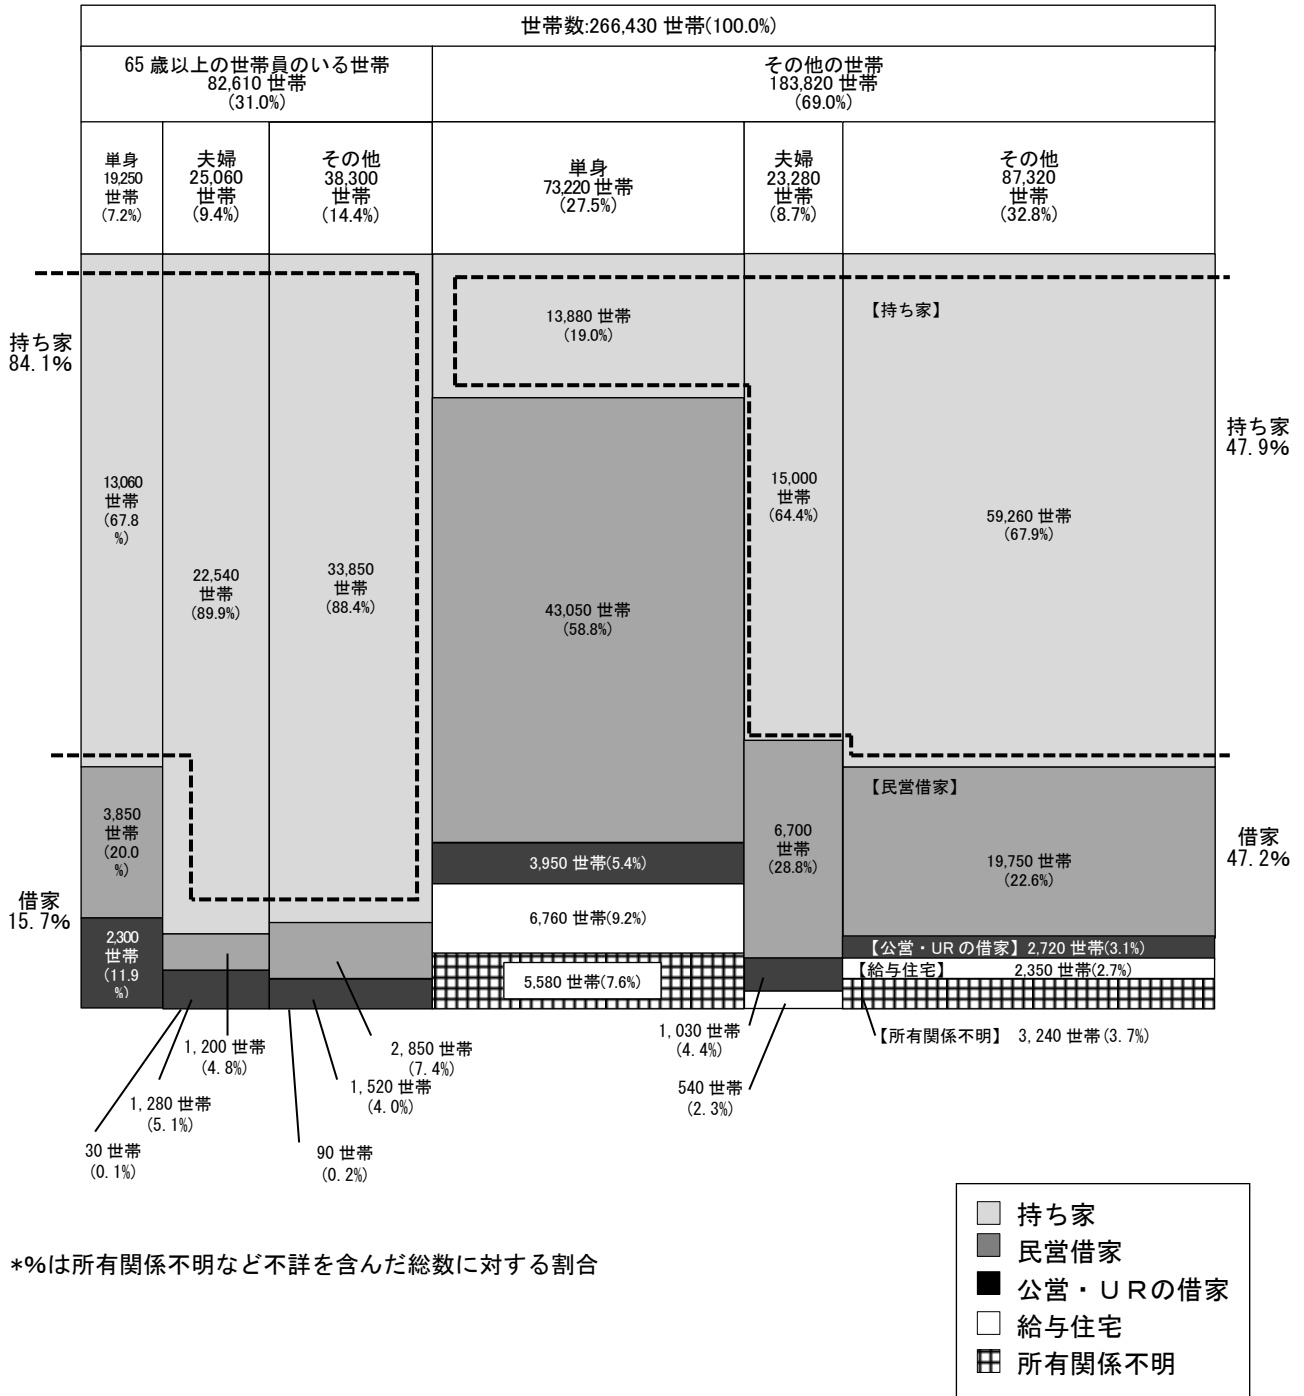 世帯数:266,430 世帯(100.0%)
65 歳以上の世帯員のいる世帯
82,610 世帯
(31.0%)
その他の世帯
183,820 世帯
(69.0%)
単身
19,250
世帯
(7.2%)
夫婦
25,060
世帯
(9.4%)
その他
38,300
世帯
(14.4%)
単身
73,220 世帯
(27.5%)
夫婦
23,280
世帯
(8.7%)
その他
87,320
世帯
(32.8%)
持ち家
84.1%
借家
15.7%
13,060
世帯
(67.8
%)
3,850
世帯
(20.0
%)
2,300
世帯
(11.9
%)
22,540
世帯
(89.9%)
33,850
世帯
(88.4%)
13,880 世帯
(19.0%)
43,050 世帯
(58.8%)
3,950 世帯(5.4%)
6,760 世帯(9.2%)
5,580 世帯(7.6%)
15,000
世帯
(64.4%)
6,700
世帯
(28.8%)
【持ち家】
59,260 世帯
(67.9%)
【民営借家】
19,750 世帯
(22.6%)
【公営・UR の借家】2,720 世帯(3.1%)
【給与住宅】 2,350 世帯(2.7%)
【所有関係不明】 3,240 世帯(3.7%)
持ち家
47.9%
借家
47.2%
1,200 世帯
(4.8%)
1,280 世帯
(5.1%)
30 世帯
(0.1%)
2,850 世帯
(7.4%)
1,520 世帯
(4.0%)
90 世帯
(0.2%)
1,030 世帯
(4.4%)
540 世帯
(2.3%)
*%は所有関係不明など不詳を含んだ総数に対する割合
持ち家
民営借家
公営・ＵＲの借家
給与住宅
所有関係不明